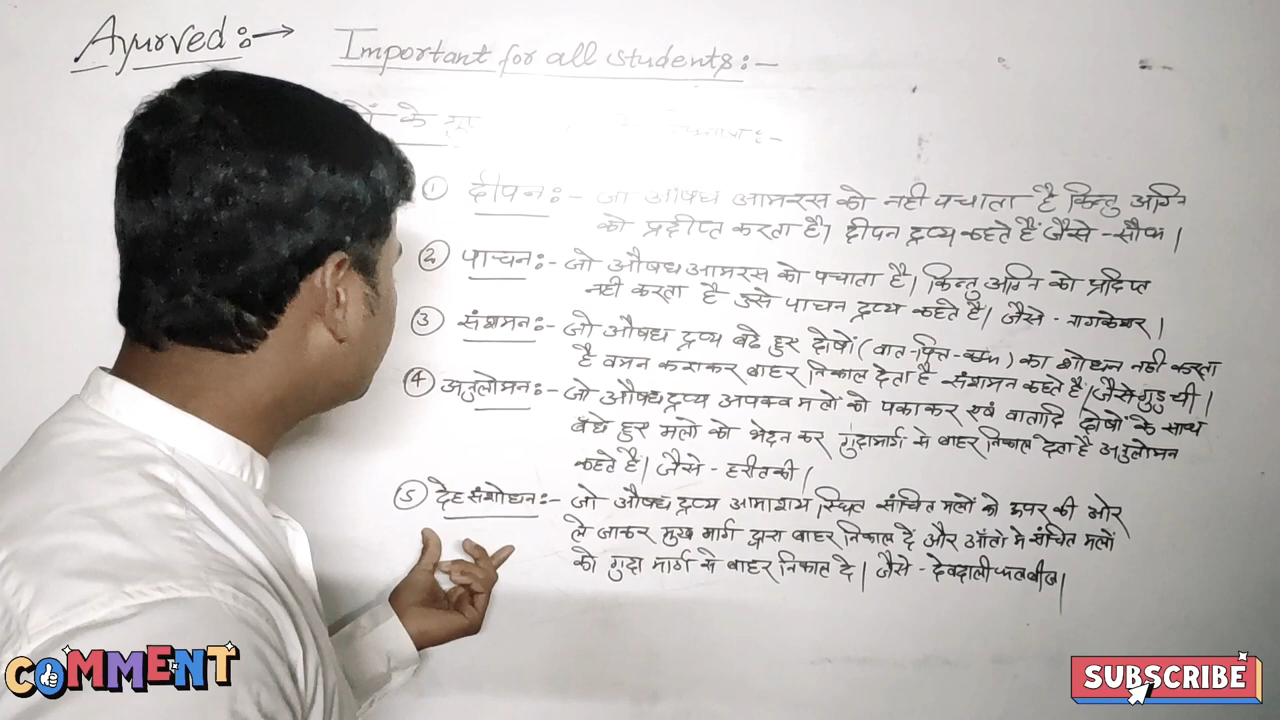 Ayurved :→ Important for all students :-
के
① दीपन :- जो औषध आमरस को नही पचाता है किन्तु अग्नि
को प्रदीप्त करता है। दीपन द्रव्य कहते हैं जैसे - सौंफ।
② पाचन :- जो औषध आमरस को पचाता है। किन्तु अग्नि को प्रदिप्त
नही करता है उसे पाचन द्रव्य कहते है। जैसे - नागकेशर।
③ संशमन :- जो औषध द्रव्य बढे हुए दोषों (वात-पित्त-कफ) का शोधन नही करता
है वमन कराकर बाहर निकाल देता है संशमन कहते हैं। जैसे गुडुची।
④ अनुलोमन :- जो औषध द्रव्य अपक्व मलों को पकाकर एवं वातादि दोषों के साथ
बँधे हुए मलो को भेदन कर गुदामार्ग से बाहर निकाल देता है अनुलोमन
कहते हैं। जैसे - हरीतकी।
⑤ देह संशोधन :- जो औषध द्रव्य आमाशय स्थित संचित मलों को ऊपर की ओर
ले जाकर मुख मार्ग द्वारा बाहर निकाल दें और आँतो मे संचित मलों
को गुदा मार्ग से बाहर निकाल दे। जैसे - देवदाली फलबीज।
COMMENT
SUBSCRIBE